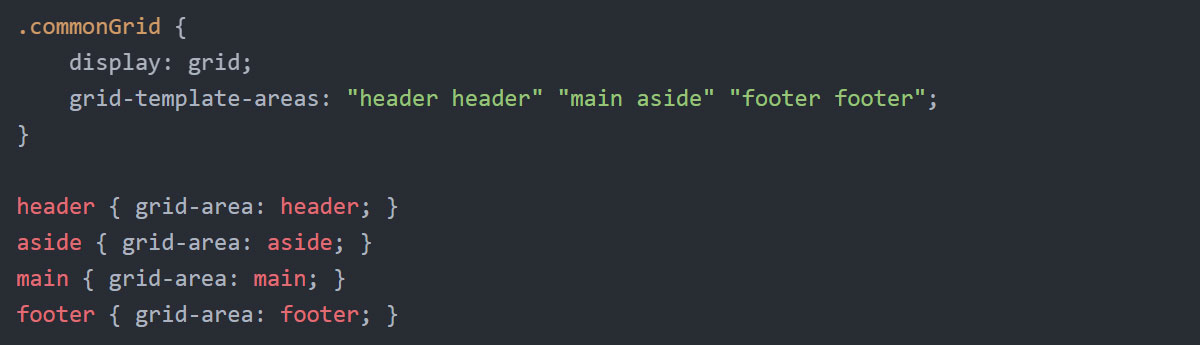 .commonGrid {
    display: grid;
    grid-template-areas: "header header" "main aside" "footer footer";
}

header { grid-area: header; }
aside { grid-area: aside; }
main { grid-area: main; }
footer { grid-area: footer; }